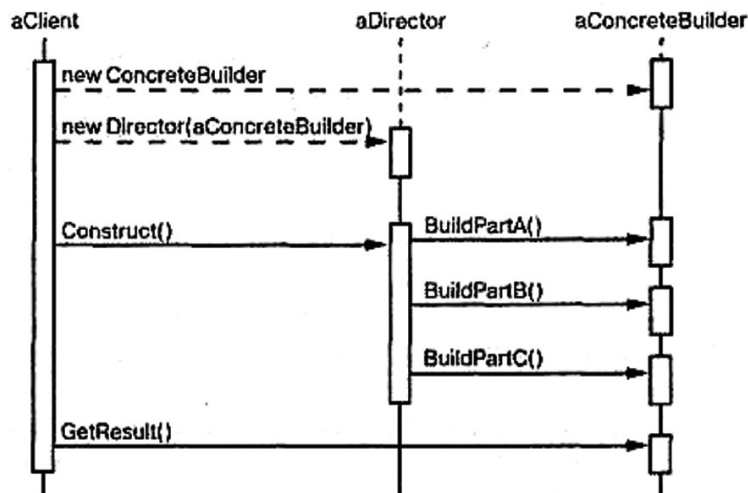 aClient aDirector aConcreteBuilder
new ConcreteBuilder
new Director(aConcreteBuilder)
Construct() BuildPartA()
BuildPartB()
BuildPartC()
GetResult()